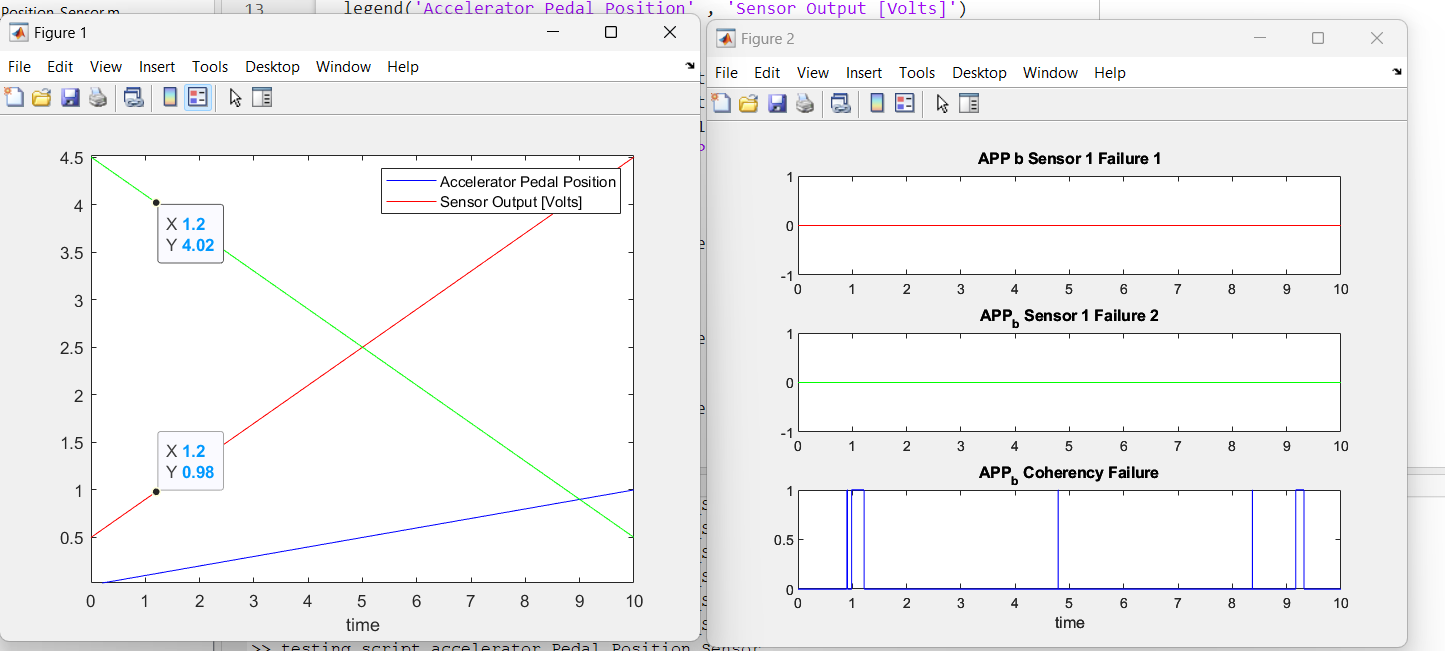 Position_Sensor.m
13 legend('Accelerator Pedal Position' , 'Sensor Output [Volts]')
Figure 1
File Edit View Insert Tools Desktop Window Help
4.5
4
3.5
3
2.5
2
1.5
1
0.5
Accelerator Pedal Position
Sensor Output [Volts]
X 1.2
Y 4.02
X 1.2
Y 0.98
0 1 2 3 4 5 6 7 8 9 10
time
Figure 2
File Edit View Insert Tools Desktop Window Help
APP b Sensor 1 Failure 1
1
0
-1
0 1 2 3 4 5 6 7 8 9 10
APPb Sensor 1 Failure 2
1
0
-1
0 1 2 3 4 5 6 7 8 9 10
APPb Coherency Failure
1
0.5
0
0 1 2 3 4 5 6 7 8 9 10
time
>> testing script accelerator Pedal Position Sensor